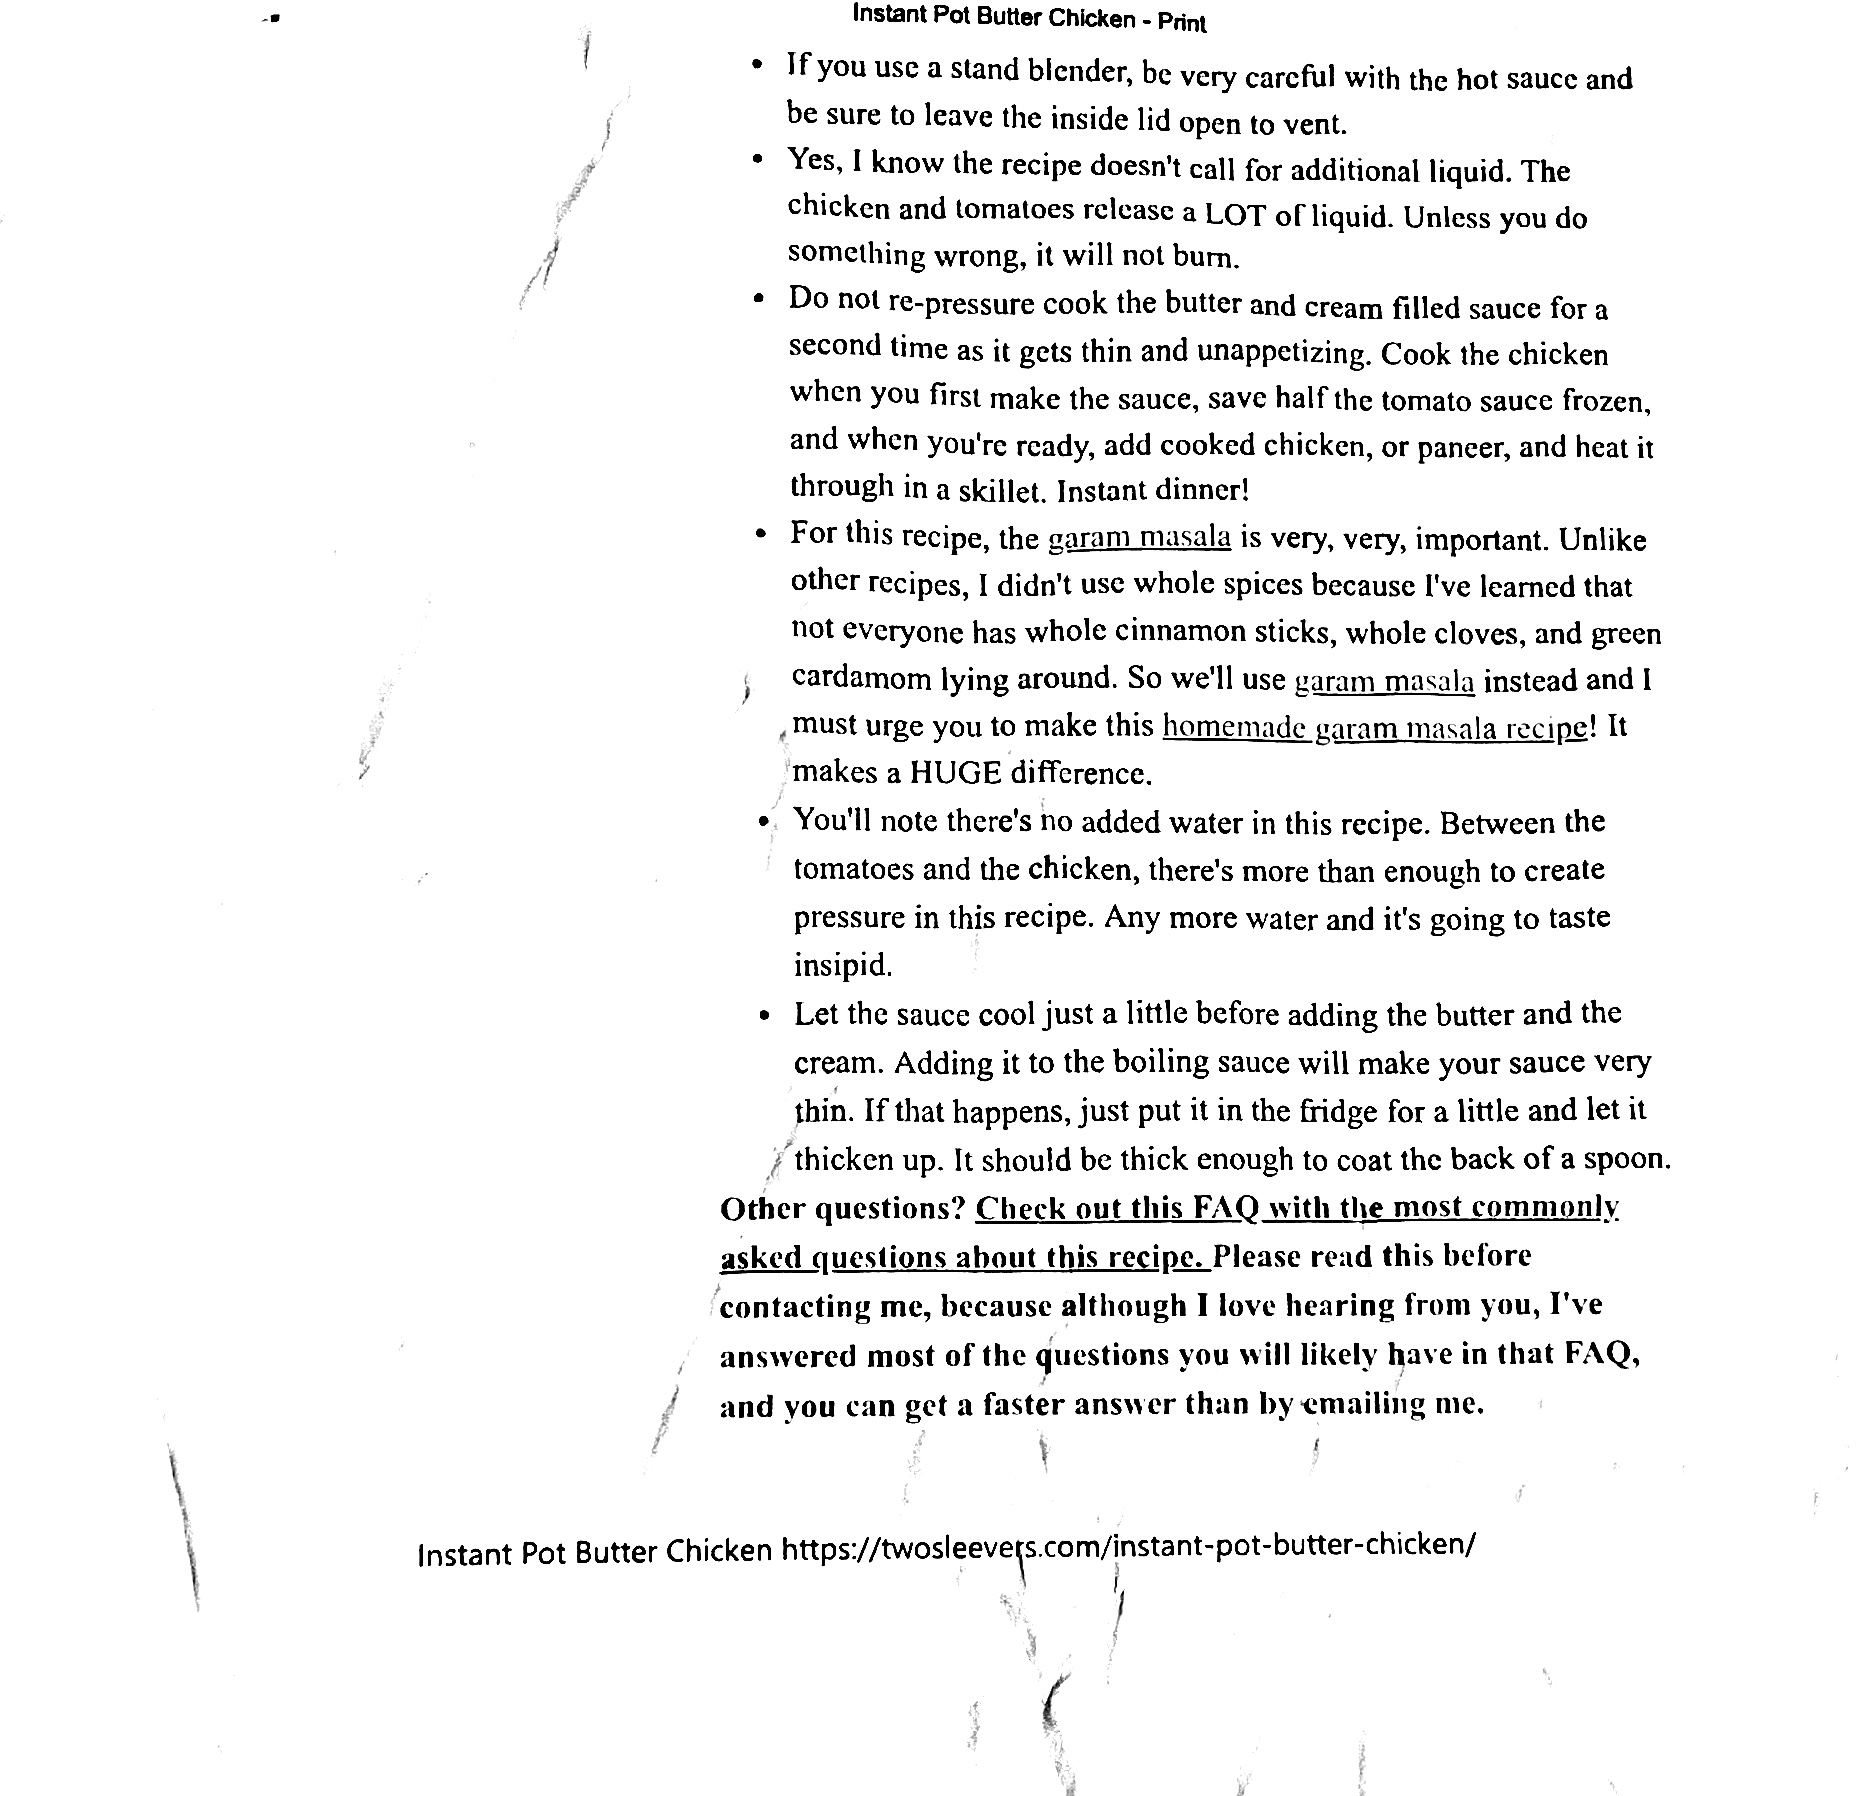 Instant Pot Butter Chicken - Print
• If you use a stand blender, be very careful with the hot sauce and
be sure to leave the inside lid open to vent.
• Yes, I know the recipe doesn't call for additional liquid. The
chicken and tomatoes release a LOT of liquid. Unless you do
something wrong, it will not burn.
• Do not re-pressure cook the butter and cream filled sauce for a
second time as it gets thin and unappetizing. Cook the chicken
when you first make the sauce, save half the tomato sauce frozen,
and when you're ready, add cooked chicken, or paneer, and heat it
through in a skillet. Instant dinner!
• For this recipe, the garam masala is very, very, important. Unlike
other recipes, I didn't use whole spices because I've learned that
not everyone has whole cinnamon sticks, whole cloves, and green
cardamom lying around. So we'll use garam masala instead and I
must urge you to make this homemade garam masala recipe! It
makes a HUGE difference.
• You'll note there's no added water in this recipe. Between the
tomatoes and the chicken, there's more than enough to create
pressure in this recipe. Any more water and it's going to taste
insipid.
• Let the sauce cool just a little before adding the butter and the
cream. Adding it to the boiling sauce will make your sauce very
thin. If that happens, just put it in the fridge for a little and let it
thicken up. It should be thick enough to coat the back of a spoon.
Other questions? Check out this FAQ with the most commonly
asked questions about this recipe. Please read this before
contacting me, because although I love hearing from you, I've
answered most of the questions you will likely have in that FAQ,
and you can get a faster answer than by emailing me.
Instant Pot Butter Chicken https://twosleevers.com/instant-pot-butter-chicken/